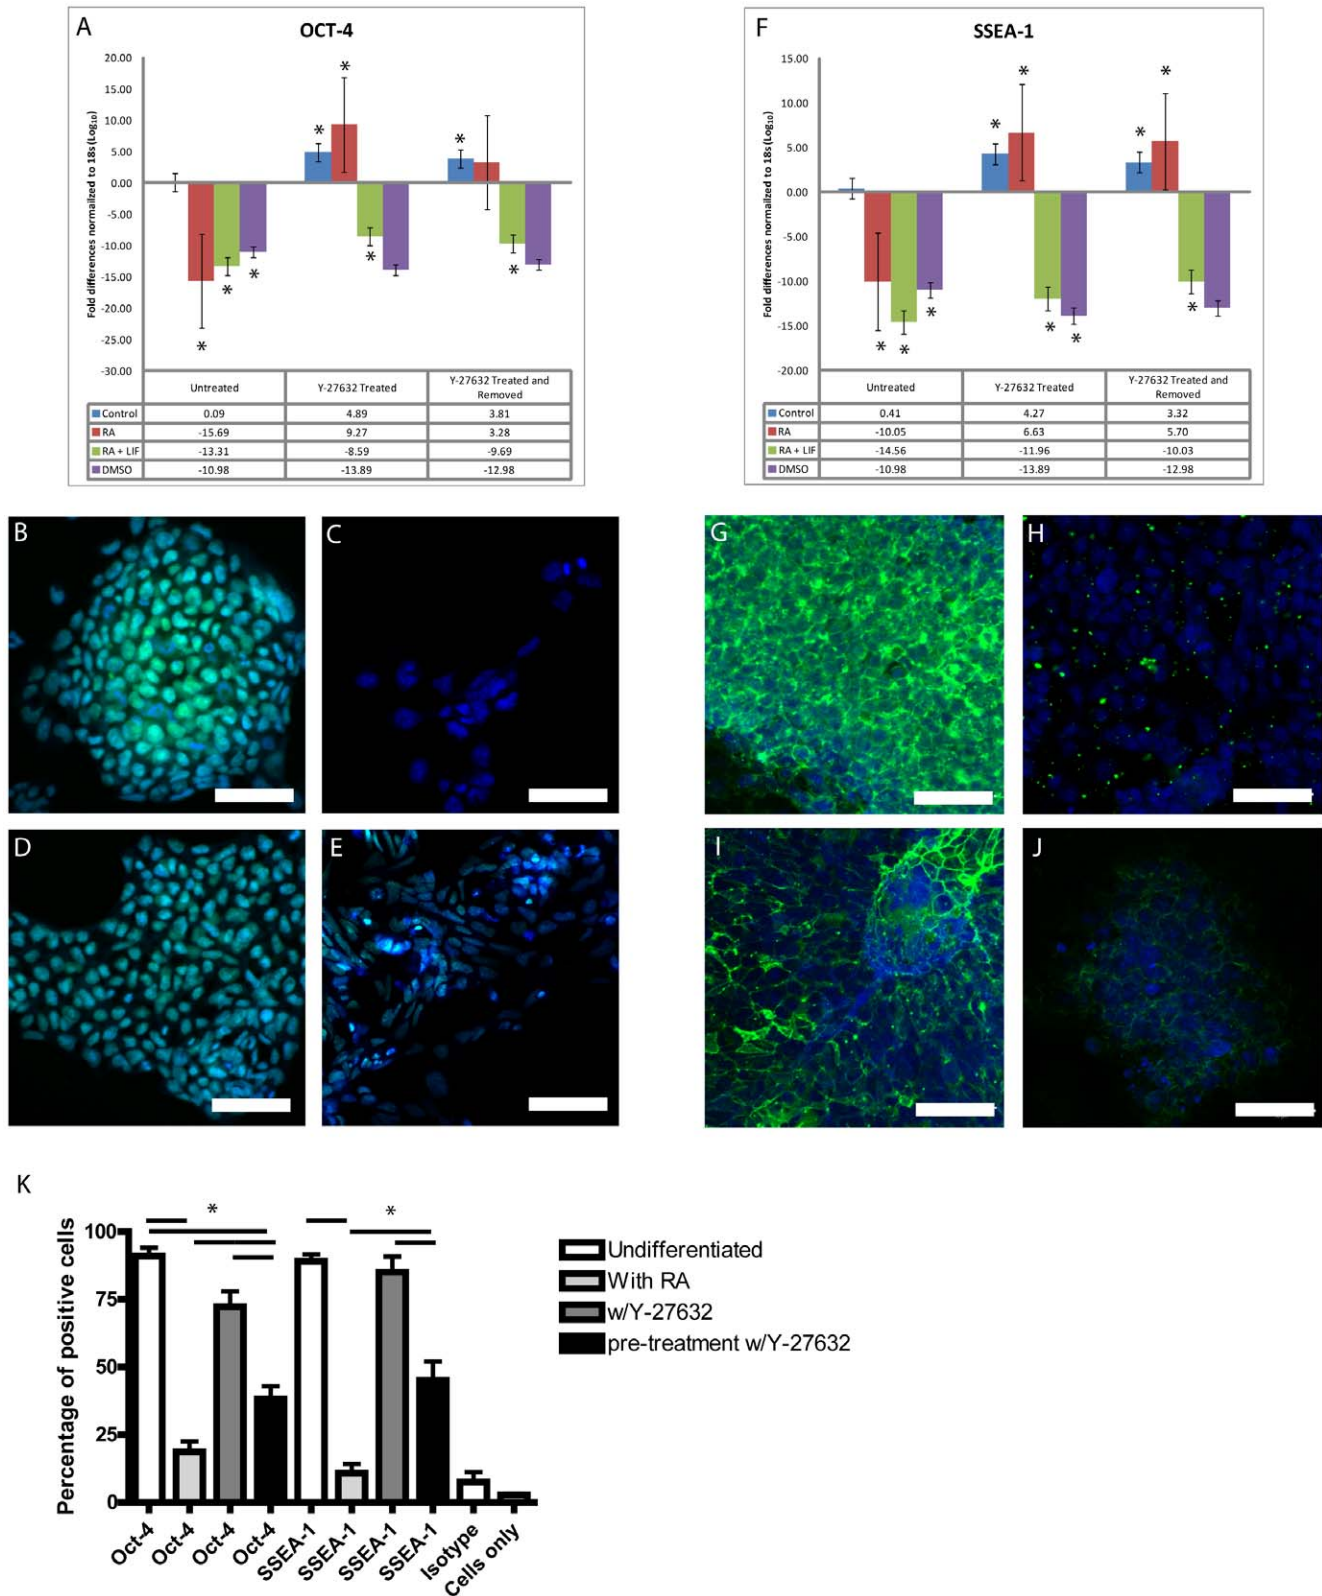 A
OCT-4
Fold differences normailzed to 18s (Log10)
20.00
15.00
10.00
5.00
0.00
-5.00
-10.00
-15.00
-20.00
-25.00
-30.00
* * * * * * * *
Untreated Y-27632 Treated Y-27632 Treated and
Removed
Control 0.09 4.89 3.81
RA -15.69 9.27 3.28
RA + LIF -13.31 -8.59 -9.69
DMSO -10.98 -13.89 -12.98
F
SSEA-1
Fold differences normailzed to 18s (Log10)
15.00
10.00
5.00
0.00
-5.00
-10.00
-15.00
-20.00
* * * * * * * * * *
Untreated Y-27632 Treated Y-27632 Treated and
Removed
Control 0.41 4.27 3.32
RA -10.05 6.63 5.70
RA + LIF -14.56 -11.96 -10.03
DMSO -10.98 -13.89 -12.98
B
C
D
E
G
H
I
J
K
Percentage of positive cells
100
75
50
25
0
* *
Oct-4
Oct-4
Oct-4
Oct-4
SSEA-1
SSEA-1
SSEA-1
SSEA-1
Isotype
Cells only
Undifferentiated
With RA
w/Y-27632
pre-treatment w/Y-27632